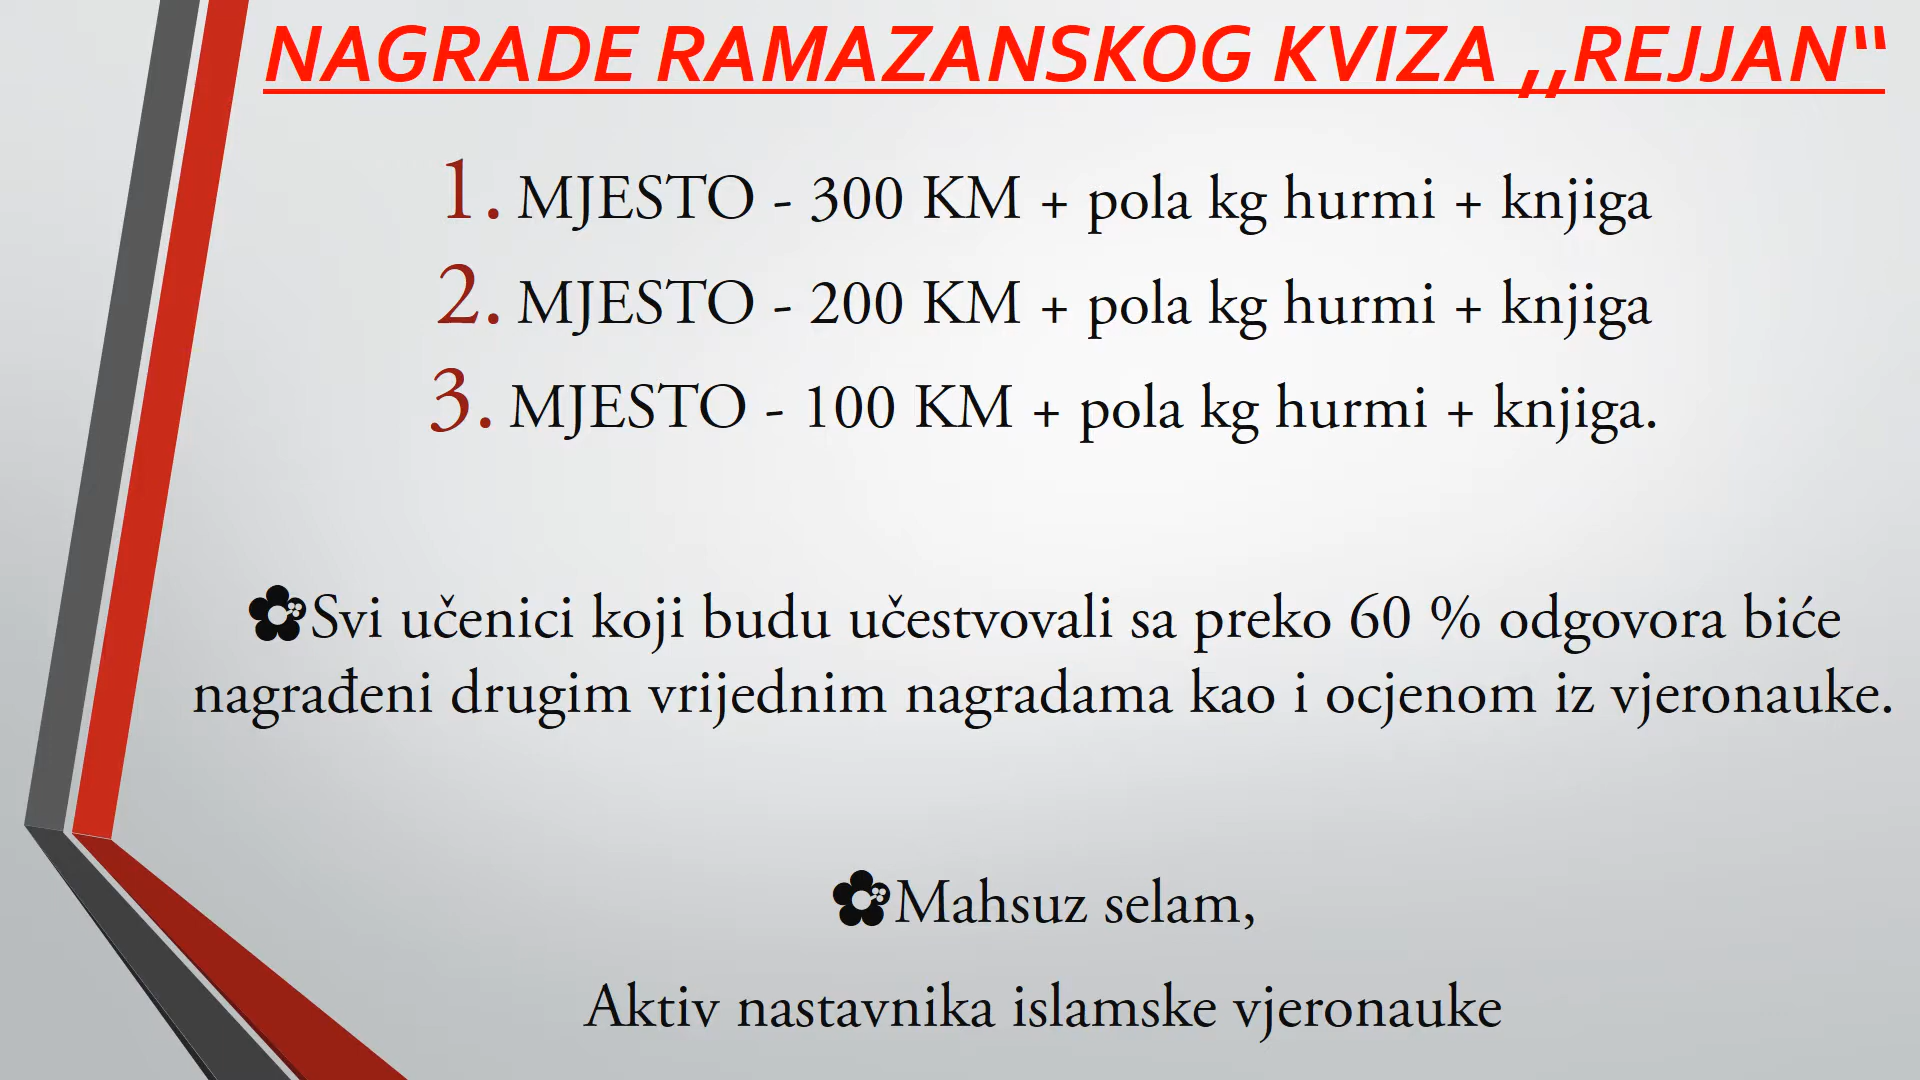 NAGRADE RAMAZANSKOG KVIZA ,,REJJAN“
1. MJESTO - 300 KM + pola kg hurmi + knjiga
2. MJESTO - 200 KM + pola kg hurmi + knjiga
3. MJESTO - 100 KM + pola kg hurmi + knjiga.
✿Svi učenici koji budu učestvovali sa preko 60 % odgovora biće
nagrađeni drugim vrijednim nagradama kao i ocjenom iz vjeronauke.
✿Mahsuz selam,
Aktiv nastavnika islamske vjeronauke